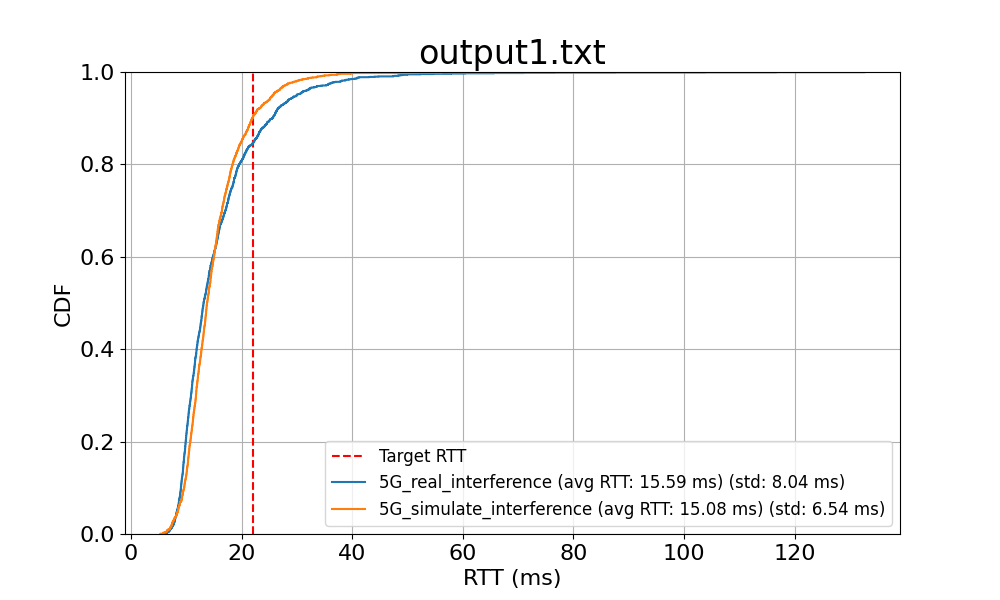 output1.txt
1.0
0.8
0.6
0.4
0.2
0.0
CDF
Target RTT
5G_real_interference (avg RTT: 15.59 ms) (std: 8.04 ms)
5G_simulate_interference (avg RTT: 15.08 ms) (std: 6.54 ms)
0 20 40 60 80 100 120
RTT (ms)